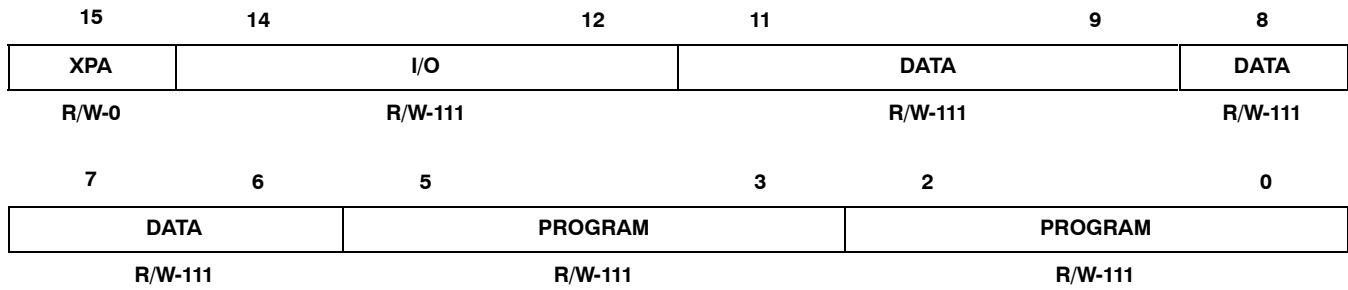 15 14 12 11 9 8
XPA I/O DATA DATA
R/W-0 R/W-111 R/W-111 R/W-111
7 6 5 3 2 0
DATA PROGRAM PROGRAM
R/W-111 R/W-111 R/W-111